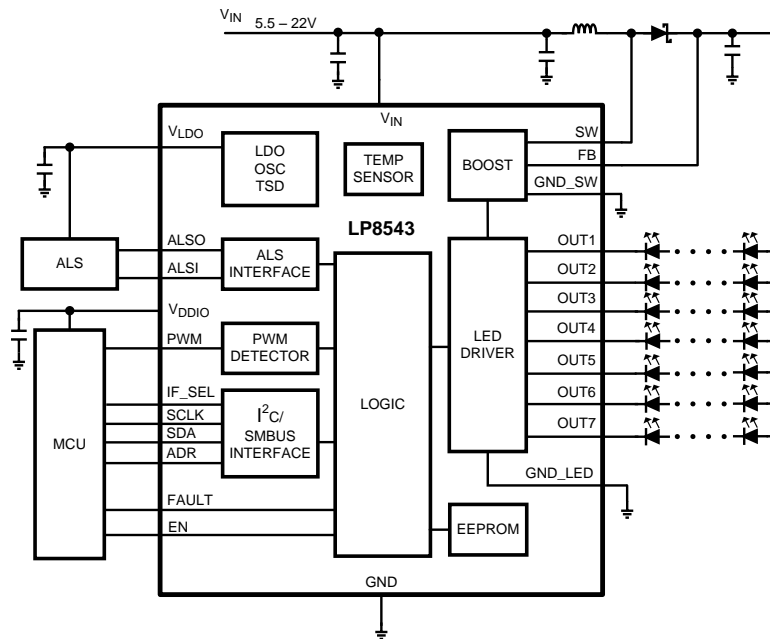 VIN
5.5 – 22V
VLDO
VIN
LDO
OSC
TSD
TEMP
SENSOR
BOOST
SW
FB
GND_SW
LP8543
ALS
ALSO
ALSI
ALS
INTERFACE
OUT1
OUT2
OUT3
OUT4
OUT5
OUT6
OUT7
VDDIO
PWM
PWM
DETECTOR
LED
DRIVER
LOGIC
IF_SEL
SCLK
SDA
ADR
I²C/
SMBUS
INTERFACE
MCU
GND_LED
FAULT
EN
EEPROM
GND